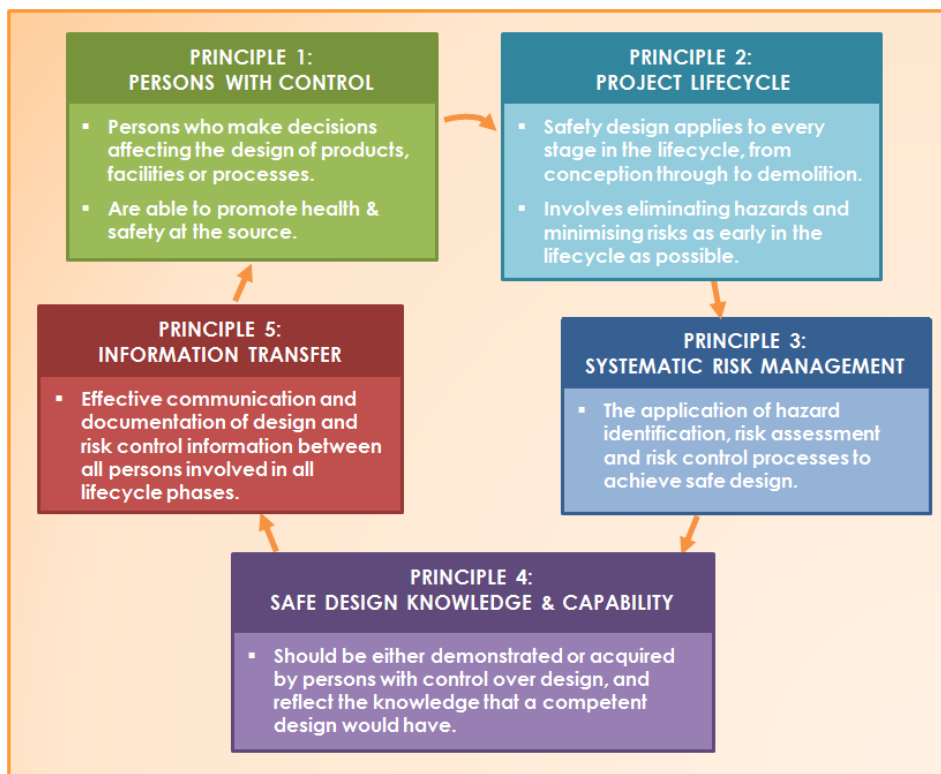 PRINCIPLE 1:
PERSONS WITH CONTROL
▪ Persons who make decisions
affecting the design of products,
facilities or processes.
▪ Are able to promote health &
safety at the source.
PRINCIPLE 2:
PROJECT LIFECYCLE
▪ Safety design applies to every
stage in the lifecycle, from
conception through to demolition.
▪ Involves eliminating hazards and
minimising risks as early in the
lifecycle as possible.
PRINCIPLE 3:
SYSTEMATIC RISK MANAGEMENT
▪ The application of hazard
identification, risk assessment
and risk control processes to
achieve safe design.
PRINCIPLE 4:
SAFE DESIGN KNOWLEDGE & CAPABILITY
▪ Should be either demonstrated or acquired
by persons with control over design, and
reflect the knowledge that a competent
design would have.
PRINCIPLE 5:
INFORMATION TRANSFER
▪ Effective communication and
documentation of design and
risk control information between
all persons involved in all
lifecycle phases.